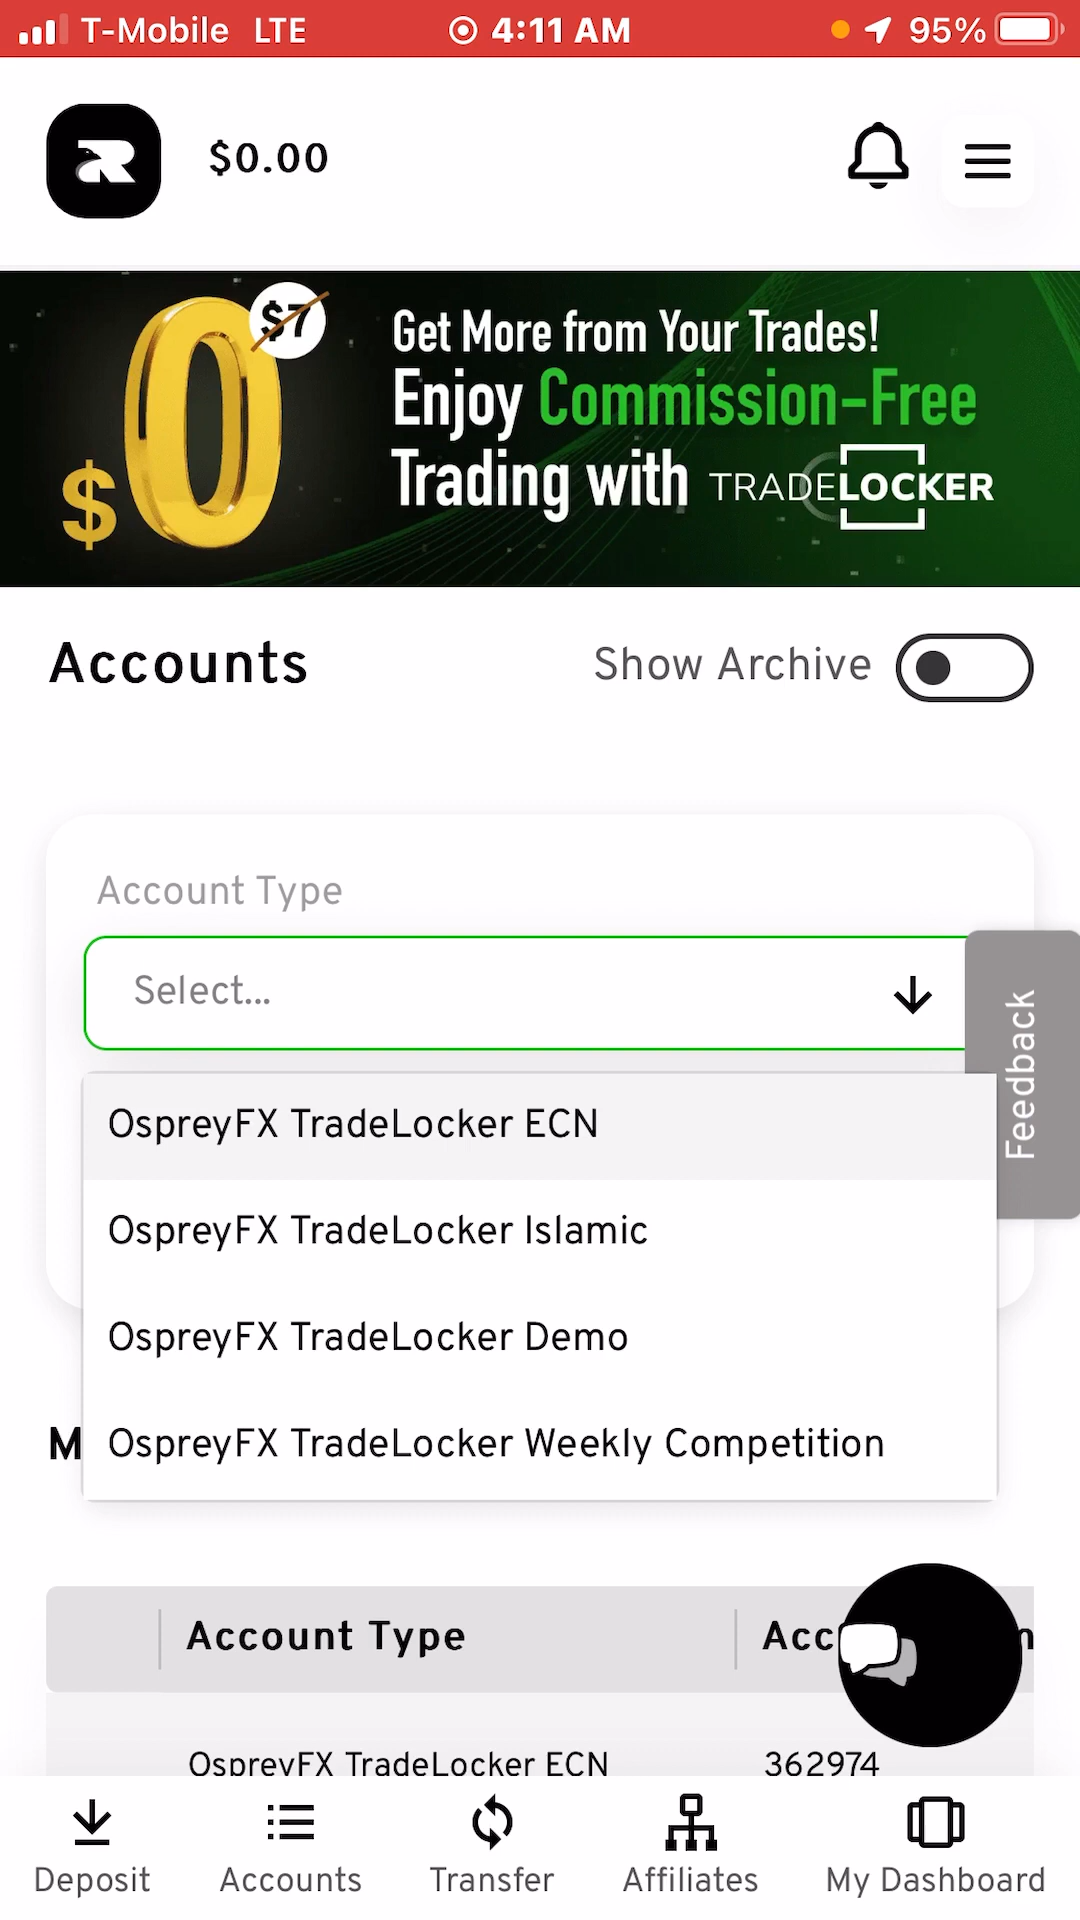 T-Mobile LTE 4:11 AM 95%
$0.00
$0 $7
Get More from Your Trades!
Enjoy Commission-Free
Trading with TRADELOCKER
Accounts Show Archive
Account Type
Select...
Feedback
OspreyFX TradeLocker ECN
OspreyFX TradeLocker Islamic
OspreyFX TradeLocker Demo
M
OspreyFX TradeLocker Weekly Competition
Account Type Acc
OspreyFX TradeLocker ECN 362974
Deposit Accounts Transfer Affiliates My Dashboard